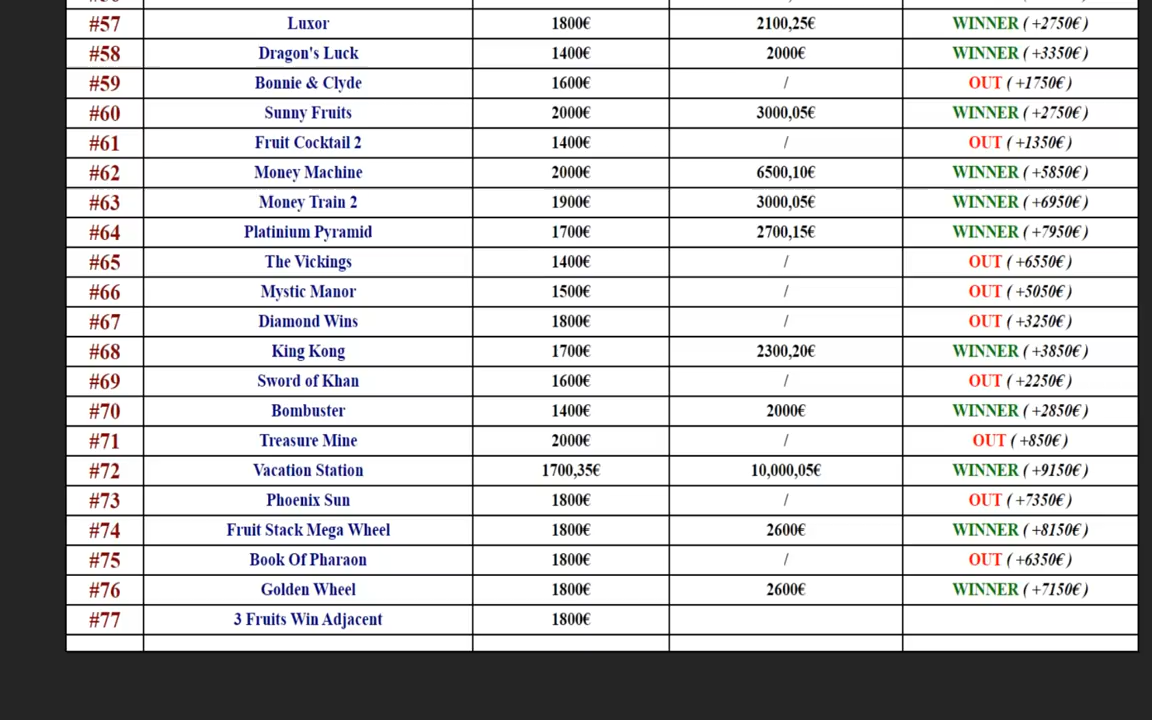 #57 Luxor 1800€ 2100,25€ WINNER ( +2750€ )
#58 Dragon's Luck 1400€ 2000€ WINNER ( +3350€ )
#59 Bonnie & Clyde 1600€ / OUT ( +1750€ )
#60 Sunny Fruits 2000€ 3000,05€ WINNER ( +2750€ )
#61 Fruit Cocktail 2 1400€ / OUT ( +1350€ )
#62 Money Machine 2000€ 6500,10€ WINNER ( +5850€ )
#63 Money Train 2 1900€ 3000,05€ WINNER ( +6950€ )
#64 Platinium Pyramid 1700€ 2700,15€ WINNER ( +7950€ )
#65 The Vickings 1400€ / OUT ( +6550€ )
#66 Mystic Manor 1500€ / OUT ( +5050€ )
#67 Diamond Wins 1800€ / OUT ( +3250€ )
#68 King Kong 1700€ 2300,20€ WINNER ( +3850€ )
#69 Sword of Khan 1600€ / OUT ( +2250€ )
#70 Bombuster 1400€ 2000€ WINNER ( +2850€ )
#71 Treasure Mine 2000€ / OUT ( +850€ )
#72 Vacation Station 1700,35€ 10,000,05€ WINNER ( +9150€ )
#73 Phoenix Sun 1800€ / OUT ( +7350€ )
#74 Fruit Stack Mega Wheel 1800€ 2600€ WINNER ( +8150€ )
#75 Book Of Pharaon 1800€ / OUT ( +6350€ )
#76 Golden Wheel 1800€ 2600€ WINNER ( +7150€ )
#77 3 Fruits Win Adjacent 1800€